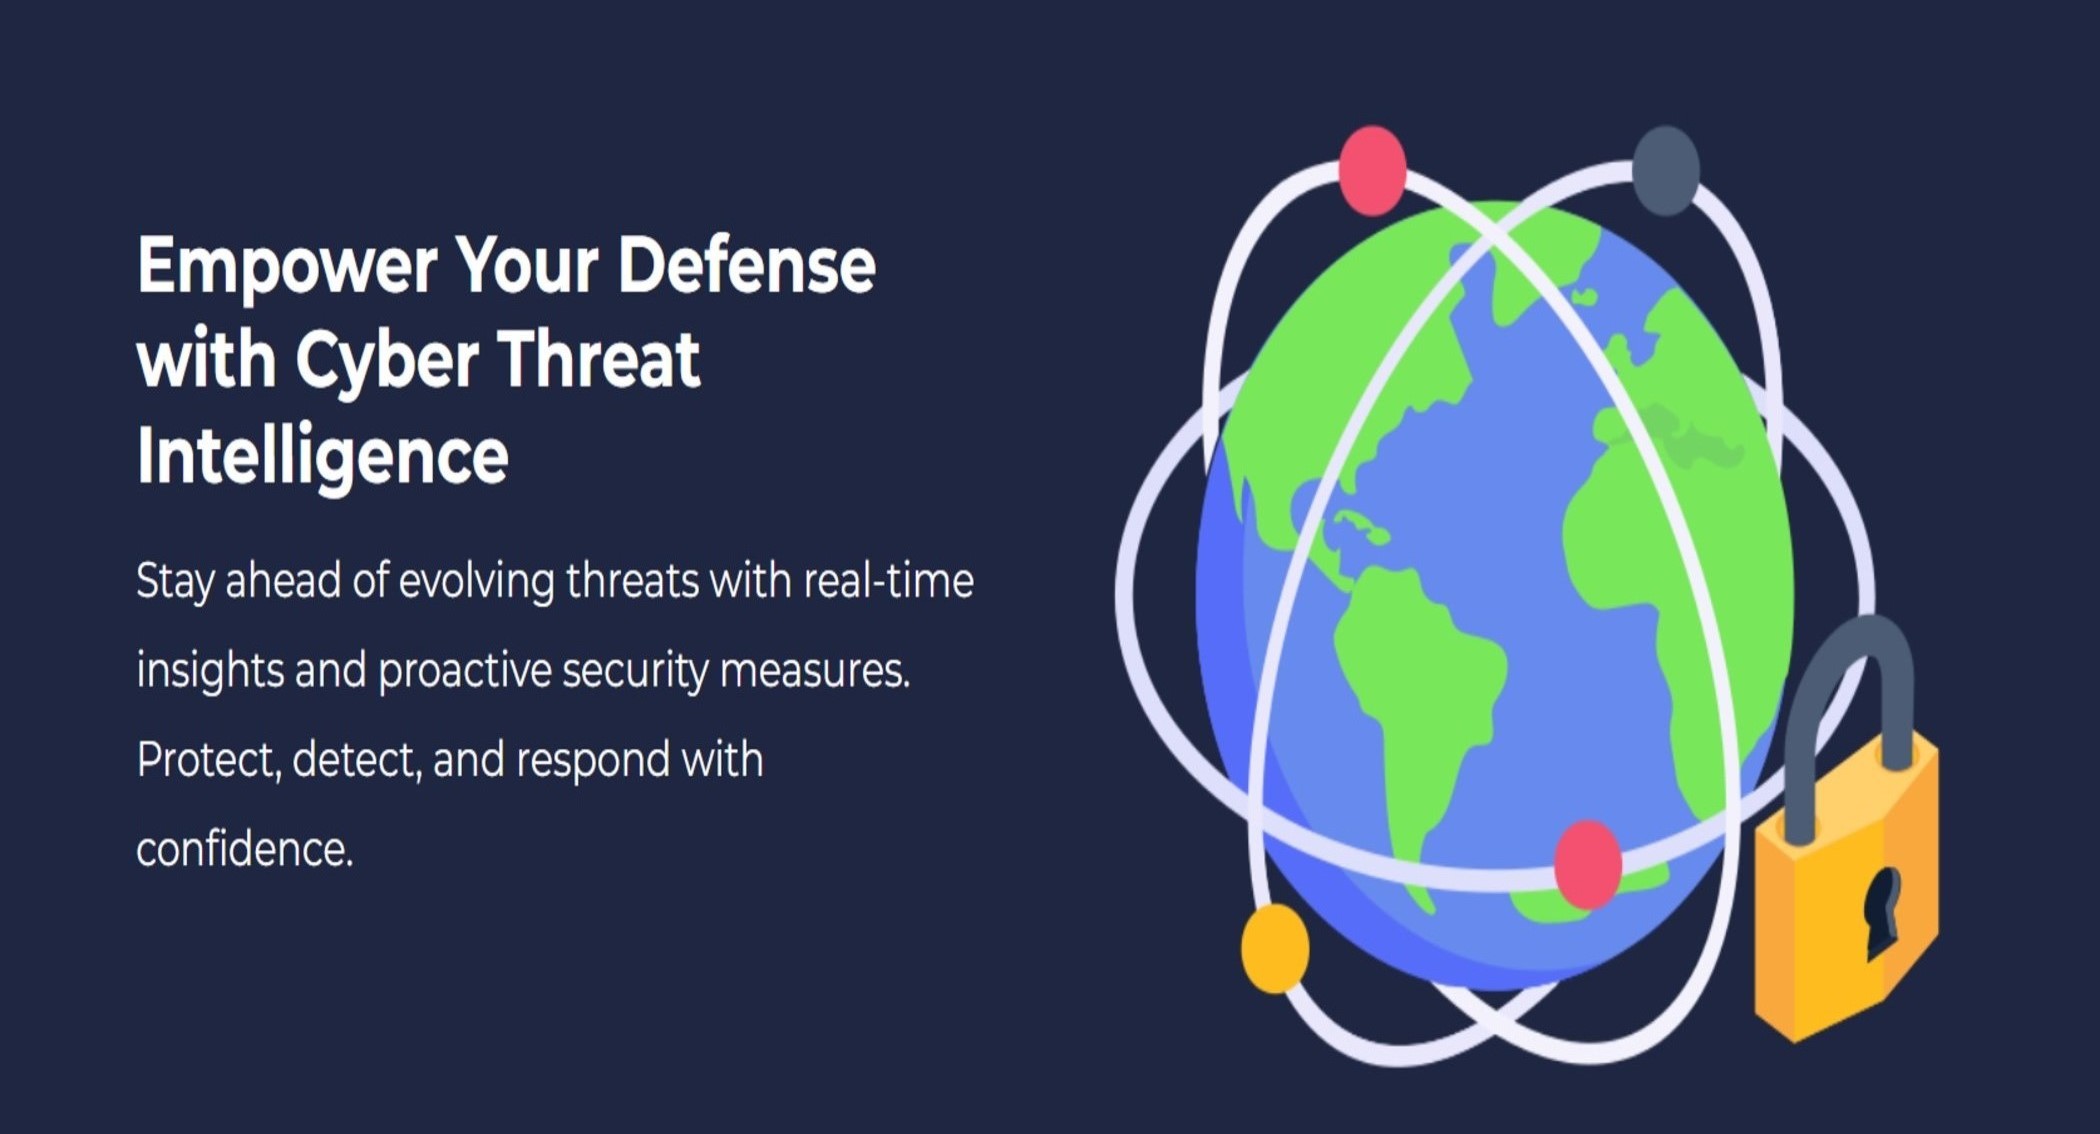 Empower Your Defense
with Cyber Threat
Intelligence
Stay ahead of evolving threats with real-time
insights and proactive security measures.
Protect, detect, and respond with
confidence.